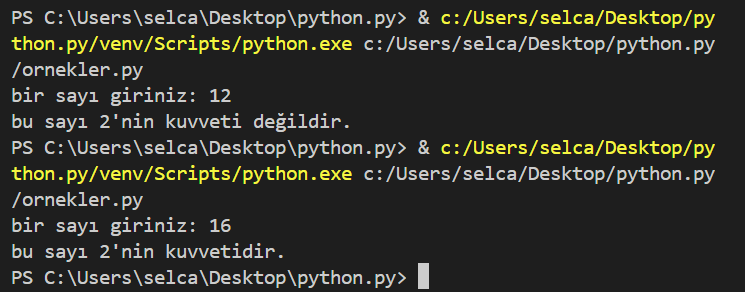 PS C:\Users\selca\Desktop\python.py> & c:/Users/selca/Desktop/py
thon.py/venv/Scripts/python.exe c:/Users/selca/Desktop/python.py
/ornekler.py
bir sayı giriniz: 12
bu sayı 2'nin kuvveti değildir.
PS C:\Users\selca\Desktop\python.py> & c:/Users/selca/Desktop/py
thon.py/venv/Scripts/python.exe c:/Users/selca/Desktop/python.py
/ornekler.py
bir sayı giriniz: 16
bu sayı 2'nin kuvvetidir.
PS C:\Users\selca\Desktop\python.py>